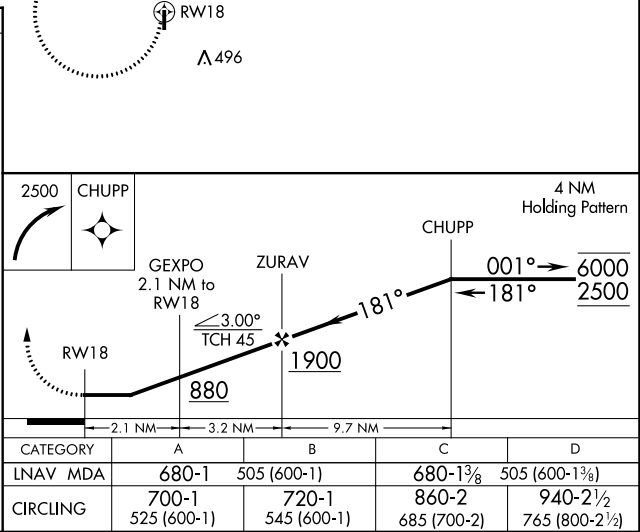 RW18
496
2500 CHUPP
4 NM
Holding Pattern
CHUPP
GEXPO
2.1 NM to
RW18
ZURAV
001° 6000
181° 2500
181°
3.00°
TCH 45
1900
RW18
880
2.1 NM 3.2 NM 9.7 NM
CATEGORY A B C D
LNAV MDA 680-1 505 (600-1) 680-1⅜ 505 (600-1⅜)
CIRCLING 700-1 720-1 860-2 940-2½
525 (600-1) 545 (600-1) 685 (700-2) 765 (800-2½)